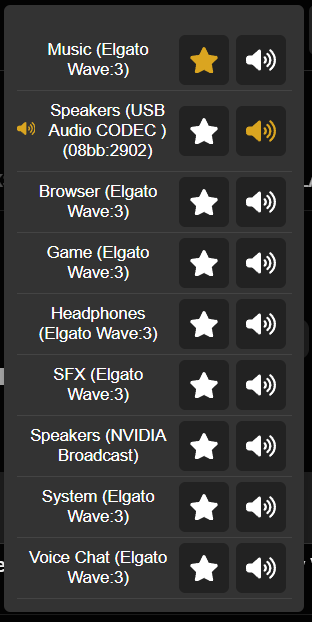 Music (Elgato
Wave:3)
Speakers (USB
Audio CODEC )
(08bb:2902)
Browser (Elgato
Wave:3)
Game (Elgato
Wave:3)
Headphones
(Elgato Wave:3)
SFX (Elgato
Wave:3)
Speakers (NVIDIA
Broadcast)
System (Elgato
Wave:3)
Voice Chat (Elgato
Wave:3)